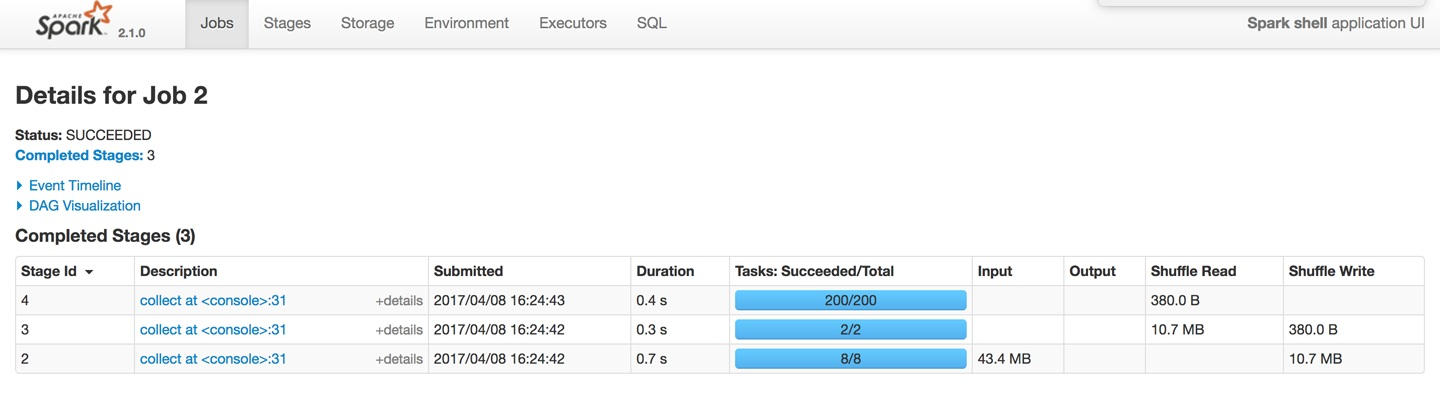 APACHE Spark 2.1.0 Jobs Stages Storage Environment Executors SQL Spark shell application UI
Details for Job 2
Status: SUCCEEDED
Completed Stages: 3
Event Timeline
DAG Visualization
Completed Stages (3)
Stage Id Description Submitted Duration Tasks: Succeeded/Total Input Output Shuffle Read Shuffle Write
4 collect at <console>:31 +details 2017/04/08 16:24:43 0.4 s 200/200 380.0 B
3 collect at <console>:31 +details 2017/04/08 16:24:42 0.3 s 2/2 10.7 MB 380.0 B
2 collect at <console>:31 +details 2017/04/08 16:24:42 0.7 s 8/8 43.4 MB 10.7 MB